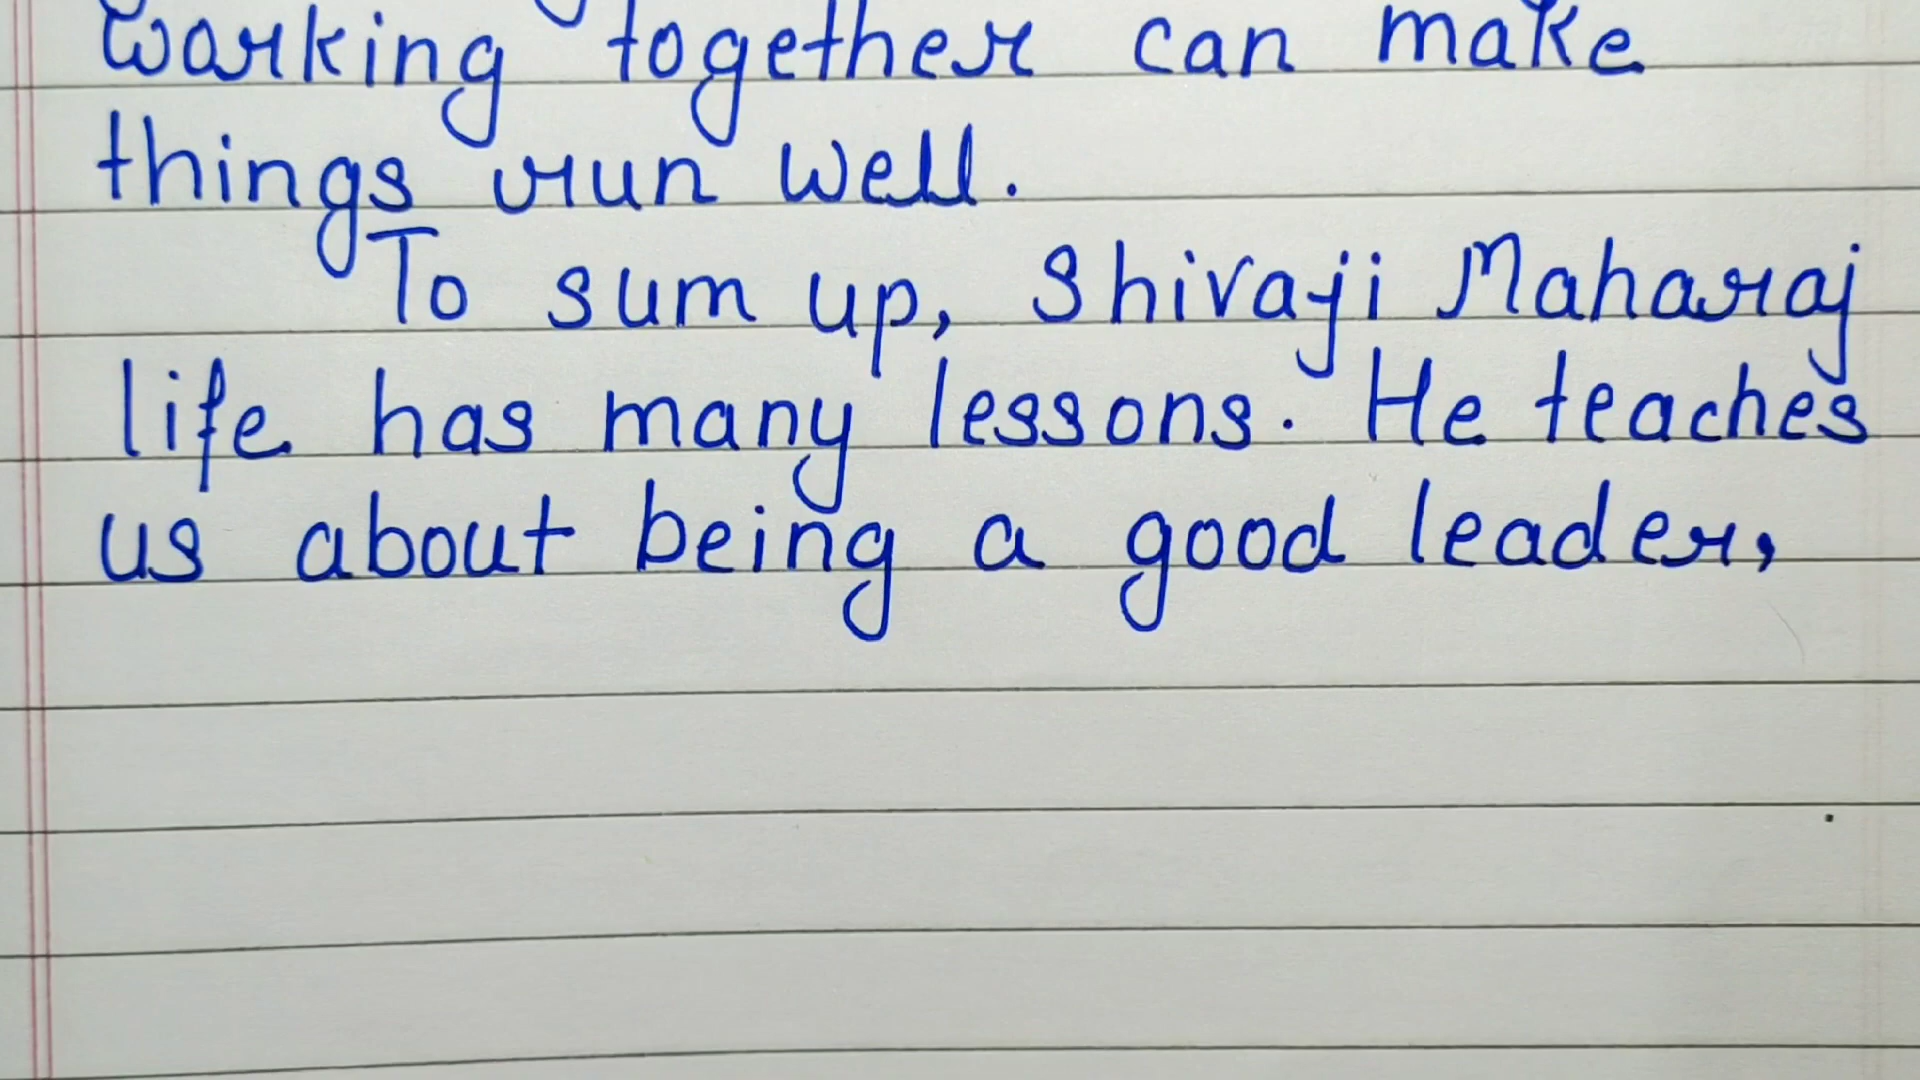 working together can make
things run well.
To sum up, Shivaji Maharaj
life has many lessons. He teaches
us about being a good leader,